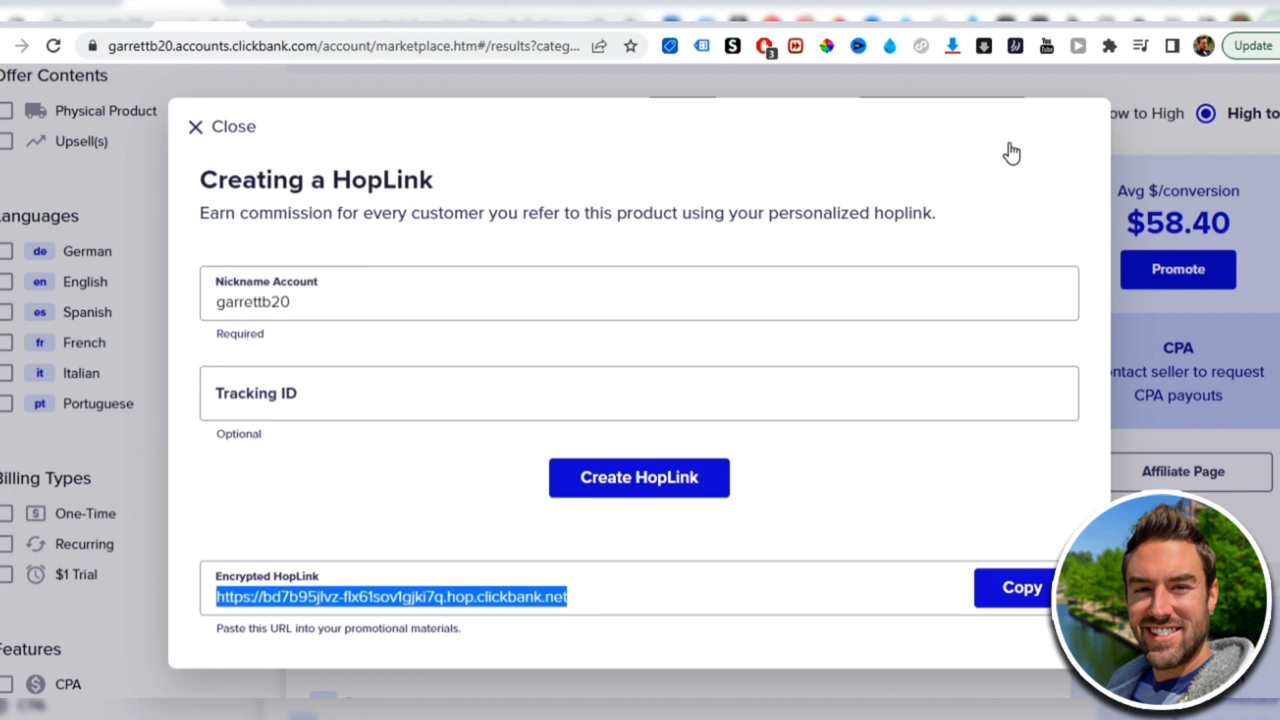 garrettb20.accounts.clickbank.com/account/marketplace.htm#/results?categ...
3
Update
Offer Contents
Physical Product
Upsell(s)
Languages
de German
en English
es Spanish
fr French
it Italian
pt Portuguese
Billing Types
One-Time
Recurring
$1 Trial
Features
CPA
Close
Creating a HopLink
Earn commission for every customer you refer to this product using your personalized hoplink.
Nickname Account
garrettb20
Required
Tracking ID
Optional
Create HopLink
Encrypted HopLink
https://bd7b95jlvz-flx61sov1gjki7q.hop.clickbank.net
Copy
Paste this URL into your promotional materials.
ow to High High to
Avg $/conversion
$58.40
Promote
CPA
ontact seller to request
CPA payouts
Affiliate Page